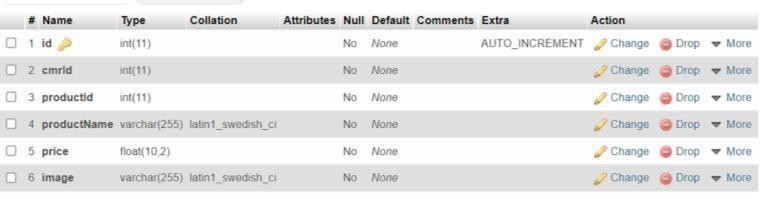 # Name Type Collation Attributes Null Default Comments Extra Action
1 id int(11) No None AUTO_INCREMENT Change Drop More
2 cmrId int(11) No None Change Drop More
3 productId int(11) No None Change Drop More
4 productName varchar(255) latin1_swedish_ci No None Change Drop More
5 price float(10,2) No None Change Drop More
6 image varchar(255) latin1_swedish_ci No None Change Drop More